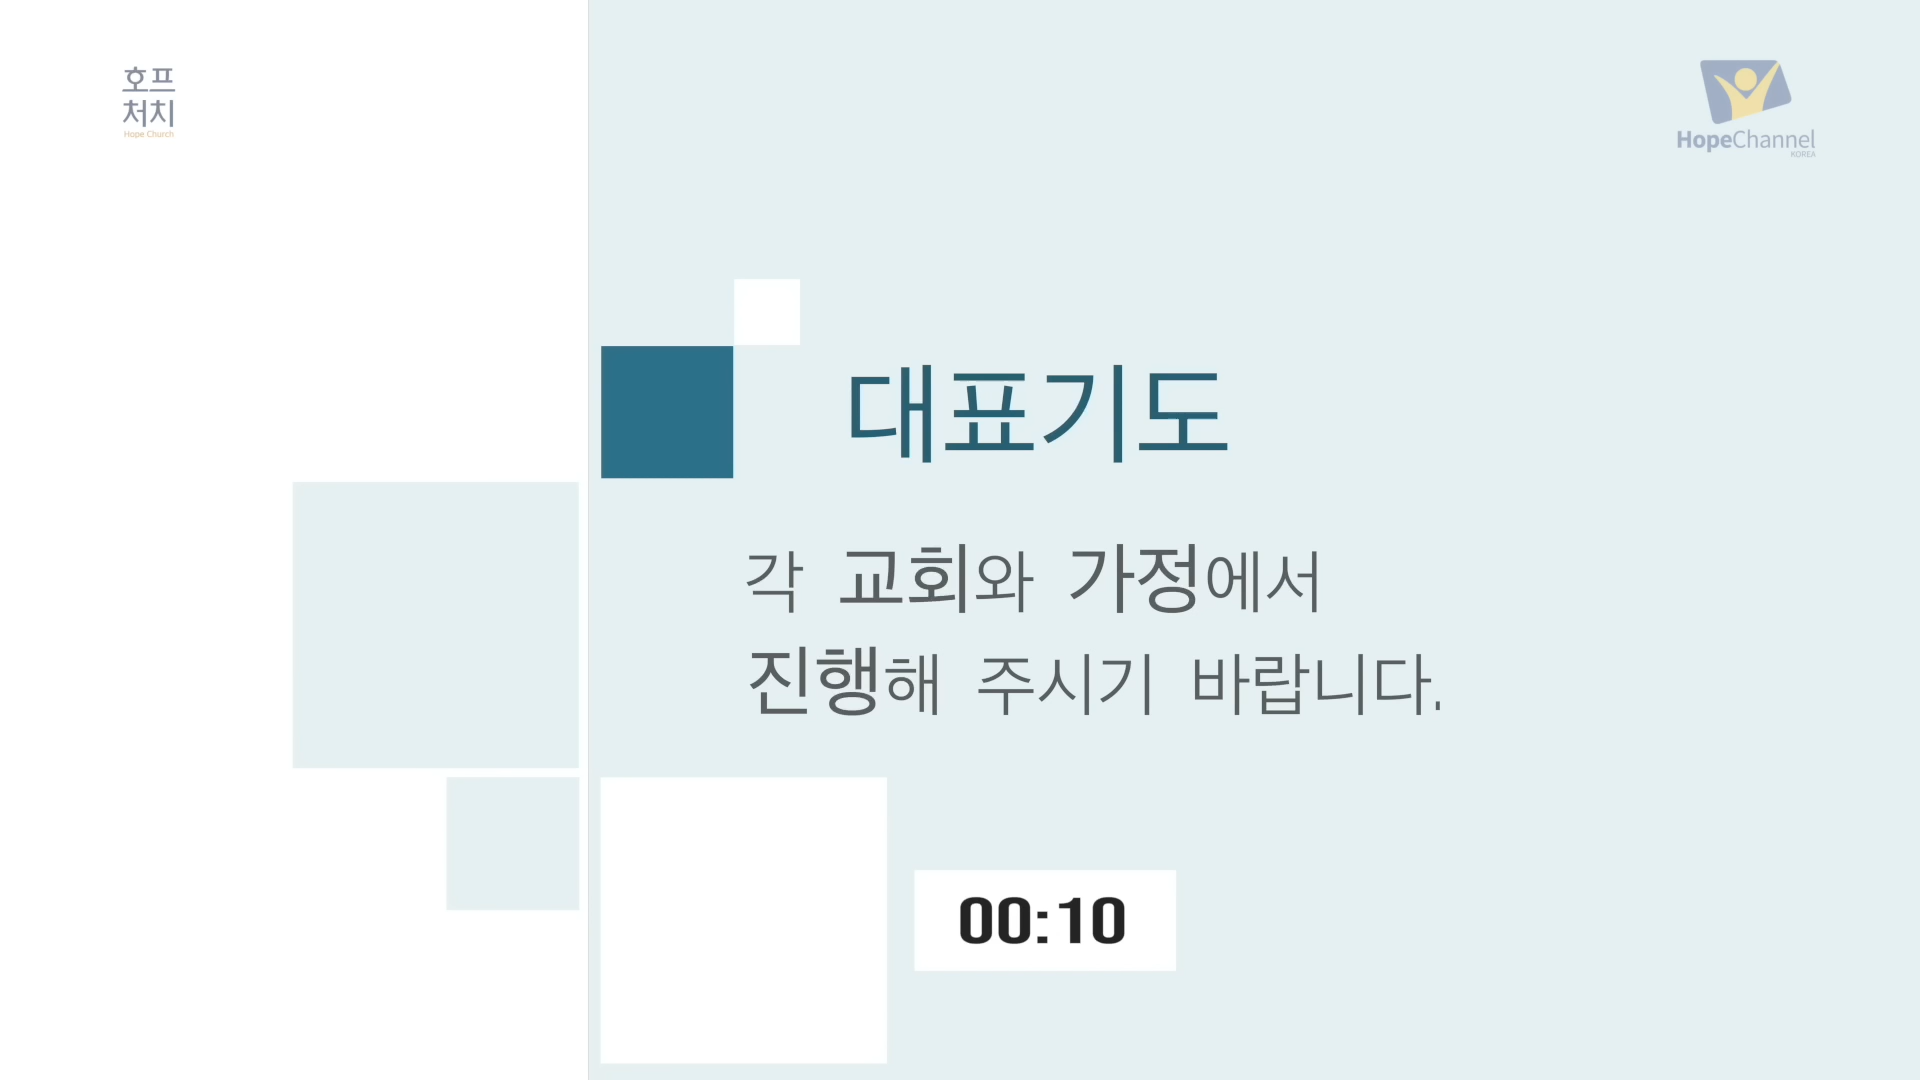 호프
처치
Hope Church
HopeChannel
KOREA
대표기도
각 교회와 가정에서
진행해 주시기 바랍니다.
00:10